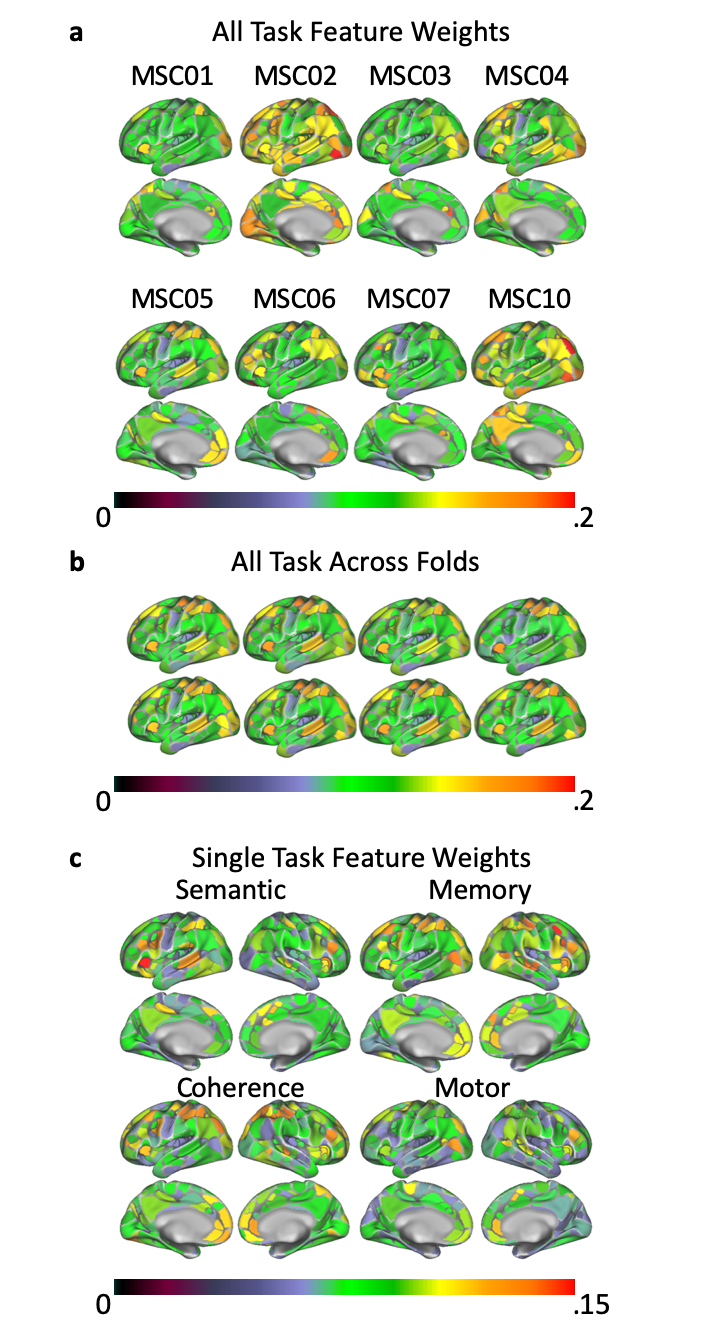 a All Task Feature Weights
MSC01 MSC02 MSC03 MSC04
MSC05 MSC06 MSC07 MSC10
0 .2
b All Task Across Folds
0 .2
c Single Task Feature Weights
Semantic Memory
Coherence Motor
0 .15